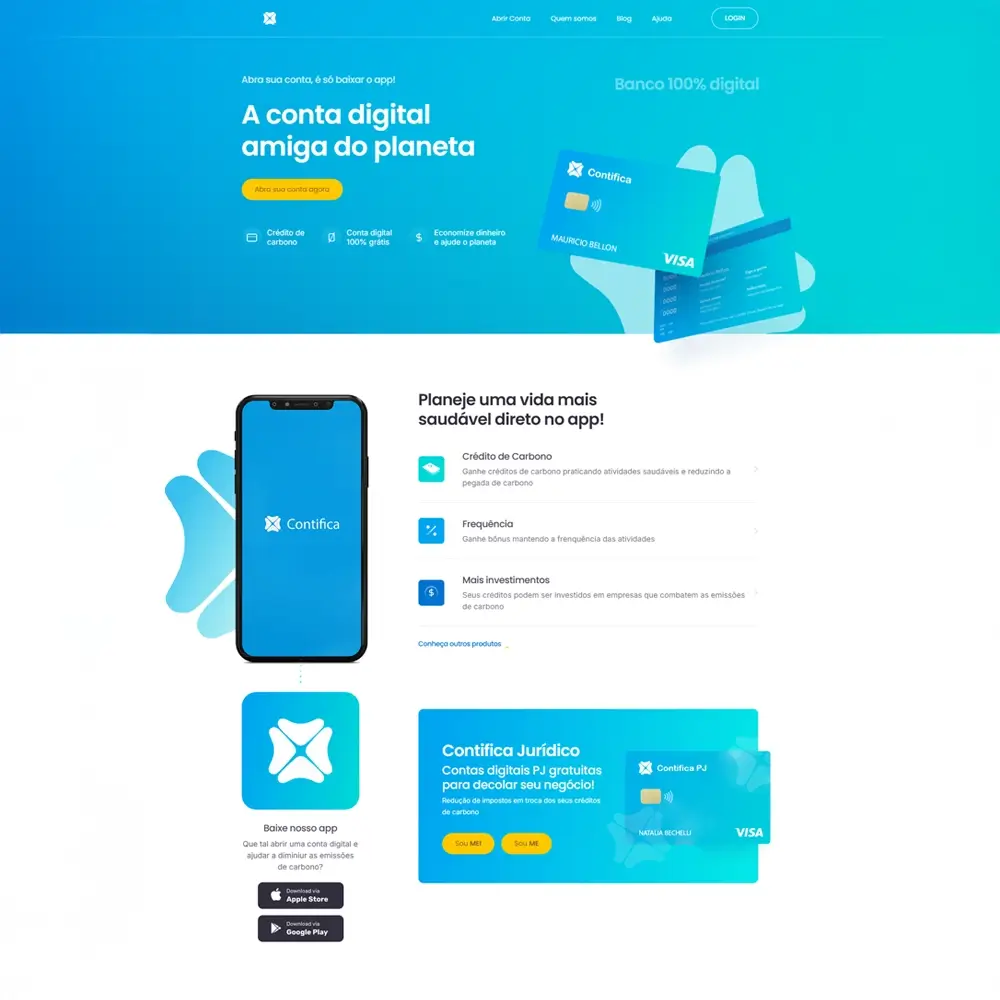 Abrir Conta
Quem somos
Blog
Ajuda
LOGIN
Abra sua conta, é só baixar o app!
Banco 100% digital
A conta digital
amiga do planeta
Abra sua conta agora
Crédito de
carbono
Conta digital
100% grátis
Economize dinheiro
e ajude o planeta
Contifica
MAURICIO BELLON
VISA
Planeje uma vida mais
saudável direto no app!
Crédito de Carbono
Ganhe créditos de carbono praticando atividades saudáveis e reduzindo a
pegada de carbono
Frequência
Ganhe bônus mantendo a frenquência das atividades
Mais investimentos
Seus créditos podem ser investidos em empresas que combatem as emissões
de carbono
Conheça outros produtos
Contifica
Baixe nosso app
Que tal abrir uma conta digital e
ajudar a diminiur as emissões
de carbono?
Download via
Apple Store
Download via
Google Play
Contifica Jurídico
Contas digitais PJ gratuitas
para decolar seu negócio!
Redução de impostos em troca dos seus créditos
de carbono
Sou MEI
Sou ME
Contifica PJ
NATALIA BECHELLI
VISA